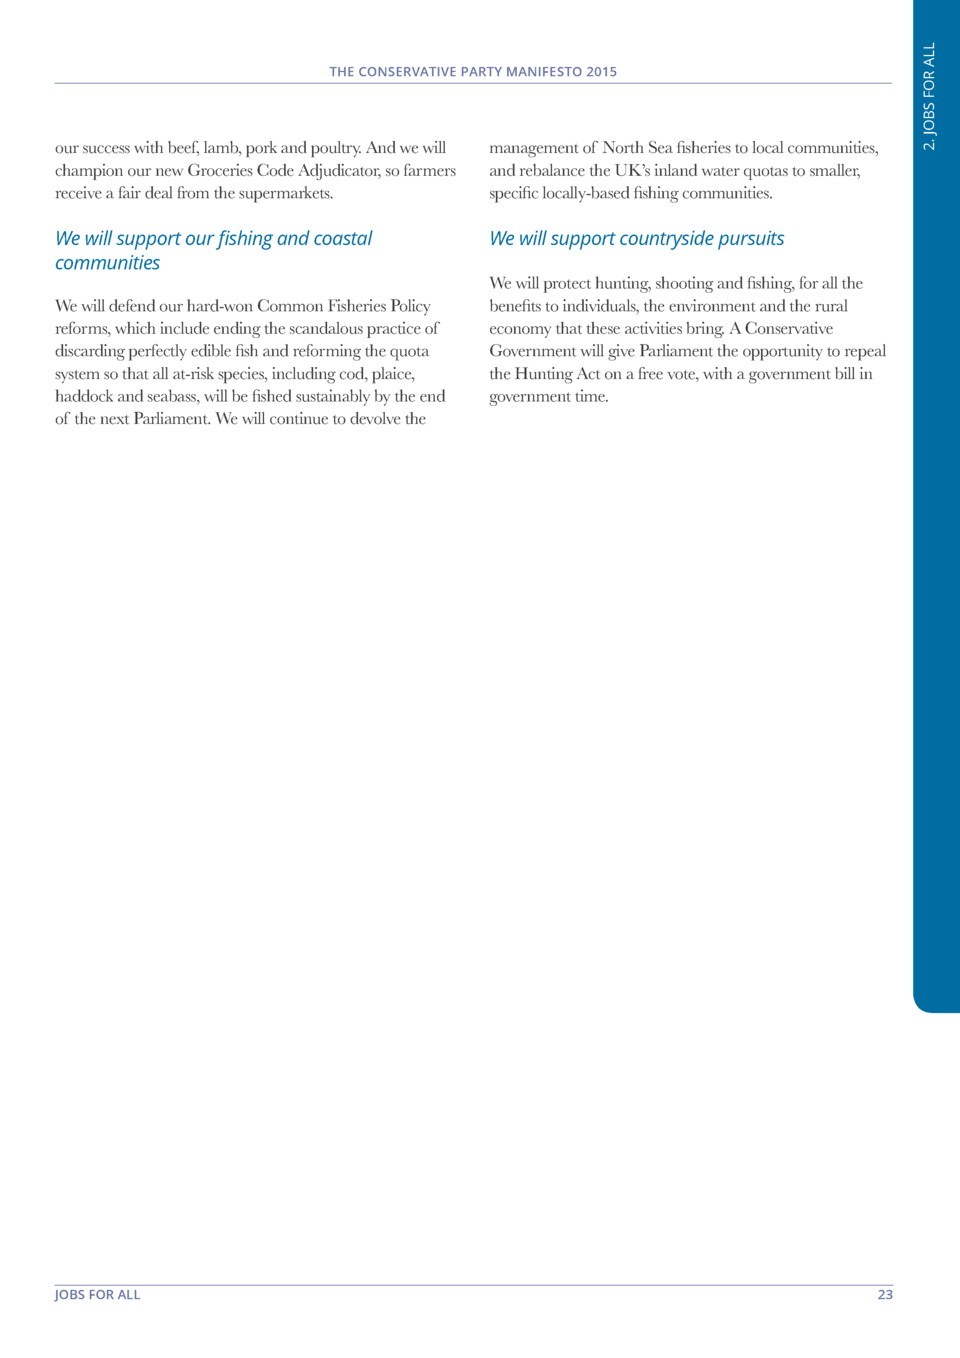 THE CONSERVATIVE PARTY MANIFESTO 2015
2. JOBS FOR ALL
our success with beef, lamb, pork and poultry. And we will
champion our new Groceries Code Adjudicator, so farmers
receive a fair deal from the supermarkets.
We will support our fishing and coastal
communities
We will defend our hard-won Common Fisheries Policy
reforms, which include ending the scandalous practice of
discarding perfectly edible fish and reforming the quota
system so that all at-risk species, including cod, plaice,
haddock and seabass, will be fished sustainably by the end
of the next Parliament. We will continue to devolve the
management of North Sea fisheries to local communities,
and rebalance the UK’s inland water quotas to smaller,
specific locally-based fishing communities.
We will support countryside pursuits
We will protect hunting, shooting and fishing, for all the
benefits to individuals, the environment and the rural
economy that these activities bring. A Conservative
Government will give Parliament the opportunity to repeal
the Hunting Act on a free vote, with a government bill in
government time.
JOBS FOR ALL
23